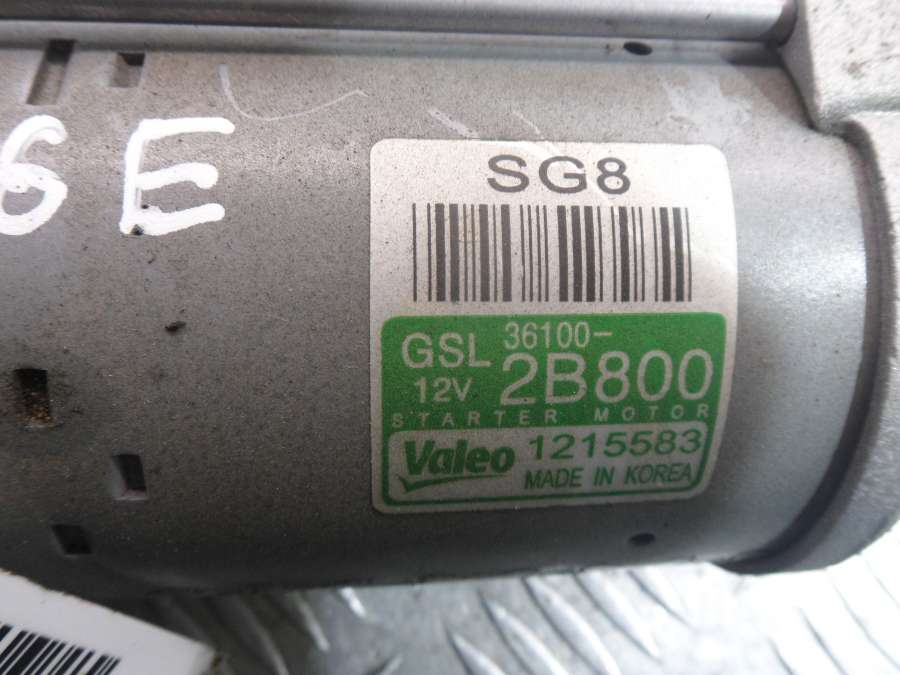 6E
SG8
GSL 36100-
12V 2B800
STARTER MOTOR
Valeo 1215583
MADE IN KOREA